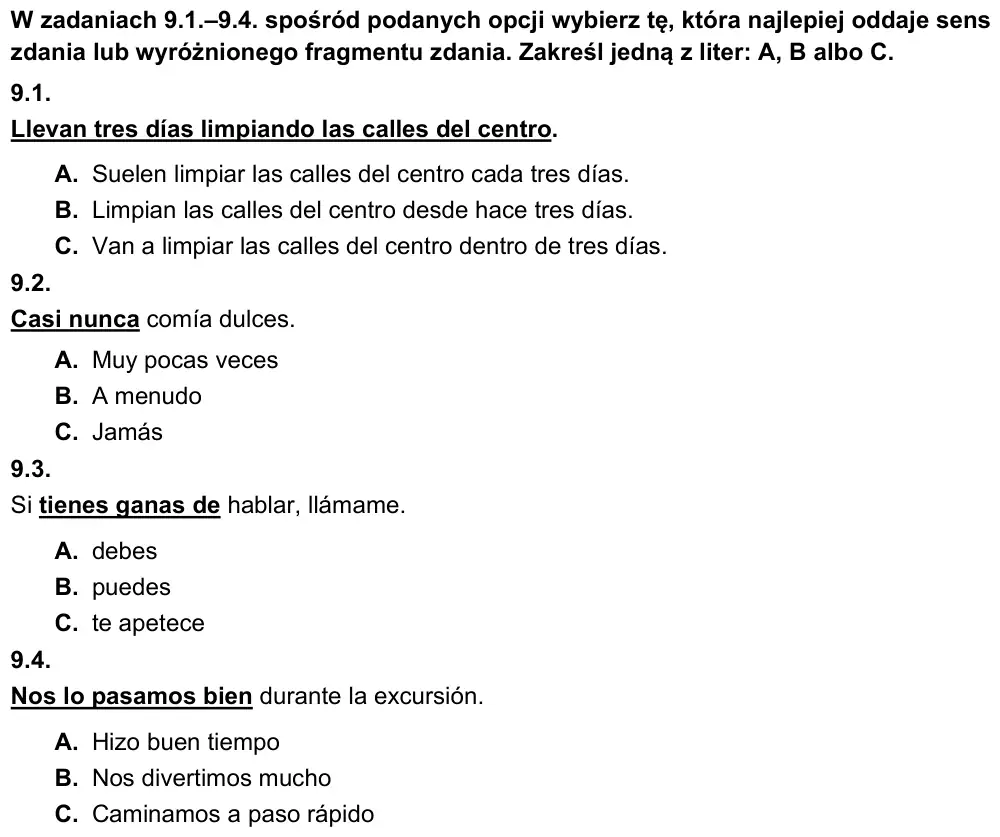 W zadaniach 9.1.–9.4. spośród podanych opcji wybierz tę, która najlepiej oddaje sens
zdania lub wyróżnionego fragmentu zdania. Zakreśl jedną z liter: A, B albo C.
9.1.
Llevan tres días limpiando las calles del centro.
A. Suelen limpiar las calles del centro cada tres días.
B. Limpian las calles del centro desde hace tres días.
C. Van a limpiar las calles del centro dentro de tres días.
9.2.
Casi nunca comía dulces.
A. Muy pocas veces
B. A menudo
C. Jamás
9.3.
Si tienes ganas de hablar, llámame.
A. debes
B. puedes
C. te apetece
9.4.
Nos lo pasamos bien durante la excursión.
A. Hizo buen tiempo
B. Nos divertimos mucho
C. Caminamos a paso rápido